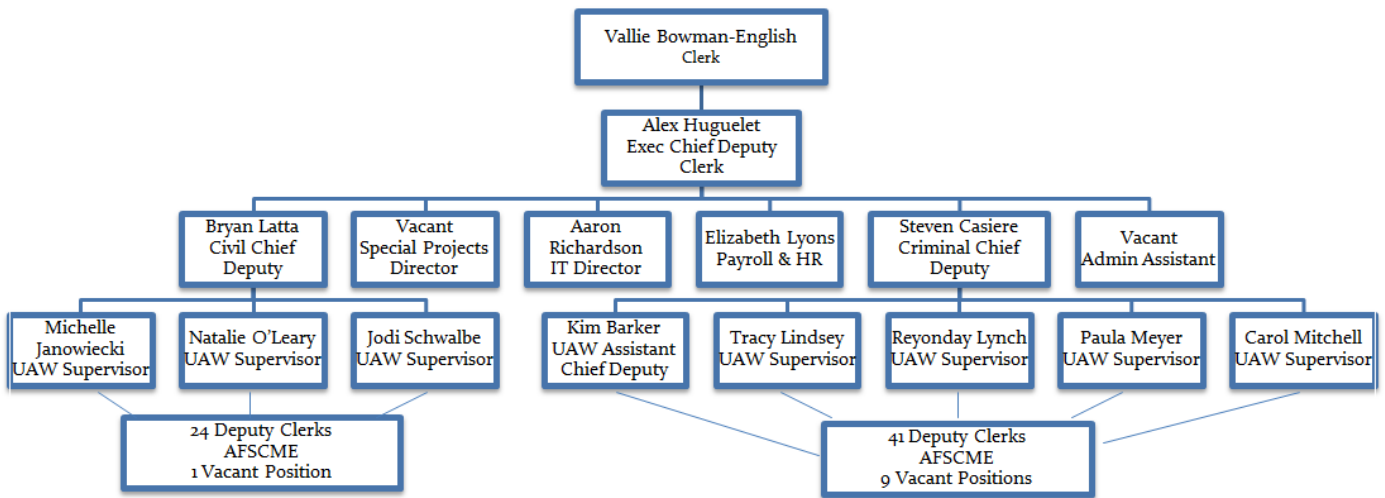 Vallie Bowman-English
Clerk
Alex Huguelet
Exec Chief Deputy
Clerk
Bryan Latta
Civil Chief
Deputy
Vacant
Special Projects
Director
Aaron
Richardson
IT Director
Elizabeth Lyons
Payroll & HR
Steven Casiere
Criminal Chief
Deputy
Vacant
Admin Assistant
Michelle
Janowiecki
UAW Supervisor
Natalie O'Leary
UAW Supervisor
Jodi Schwalbe
UAW Supervisor
Kim Barker
UAW Assistant
Chief Deputy
Tracy Lindsey
UAW Supervisor
Reyonday Lynch
UAW Supervisor
Paula Meyer
UAW Supervisor
Carol Mitchell
UAW Supervisor
24 Deputy Clerks
AFSCME
1 Vacant Position
41 Deputy Clerks
AFSCME
9 Vacant Positions